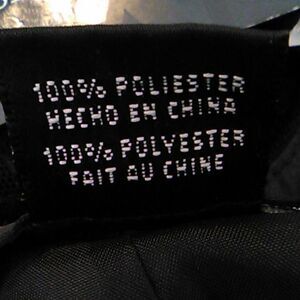 100% POLIESTER
HECHO EN CHINA
100% POLYESTER
FAIT AU CHINE